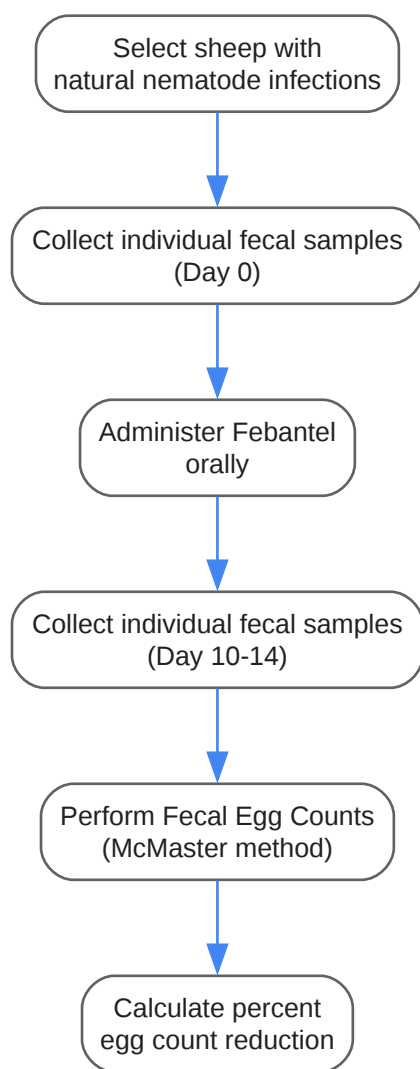 Select sheep with
natural nematode infections
Collect individual fecal samples
(Day 0)
Administer Febantel
orally
Collect individual fecal samples
(Day 10-14)
Perform Fecal Egg Counts
(McMaster method)
Calculate percent
egg count reduction